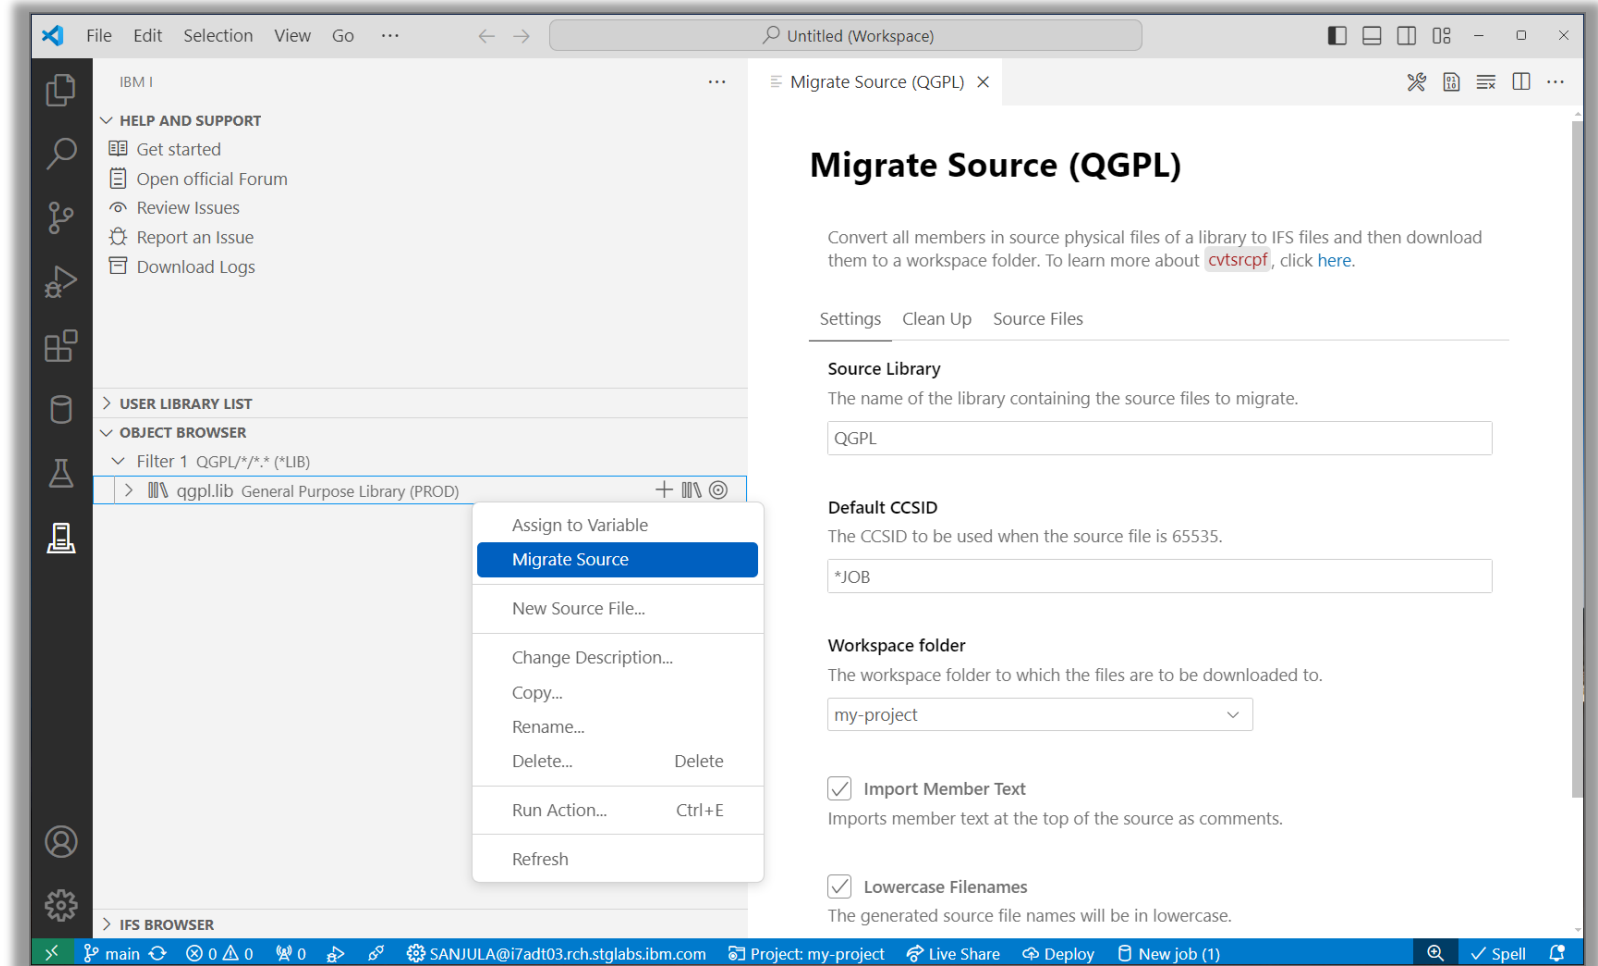 File Edit Selection View Go ···
Untitled (Workspace)
IBM I
HELP AND SUPPORT
Get started
Open official Forum
Review Issues
Report an Issue
Download Logs
USER LIBRARY LIST
OBJECT BROWSER
Filter 1 QGPL/*/*.* (*LIB)
qgpl.lib General Purpose Library (PROD)
Assign to Variable
Migrate Source
New Source File...
Change Description...
Copy...
Rename...
Delete... Delete
Run Action... Ctrl+E
Refresh
IFS BROWSER
Migrate Source (QGPL)
Migrate Source (QGPL)
Convert all members in source physical files of a library to IFS files and then download
them to a workspace folder. To learn more about cvtsrcpf, click here.
Settings Clean Up Source Files
Source Library
The name of the library containing the source files to migrate.
QGPL
Default CCSID
The CCSID to be used when the source file is 65535.
*JOB
Workspace folder
The workspace folder to which the files are to be downloaded to.
my-project
Import Member Text
Imports member text at the top of the source as comments.
Lowercase Filenames
The generated source file names will be in lowercase.
main 0 0 0 SANJULA@i7adt03.rch.stglabs.ibm.com Project: my-project Live Share Deploy New job (1) Spell